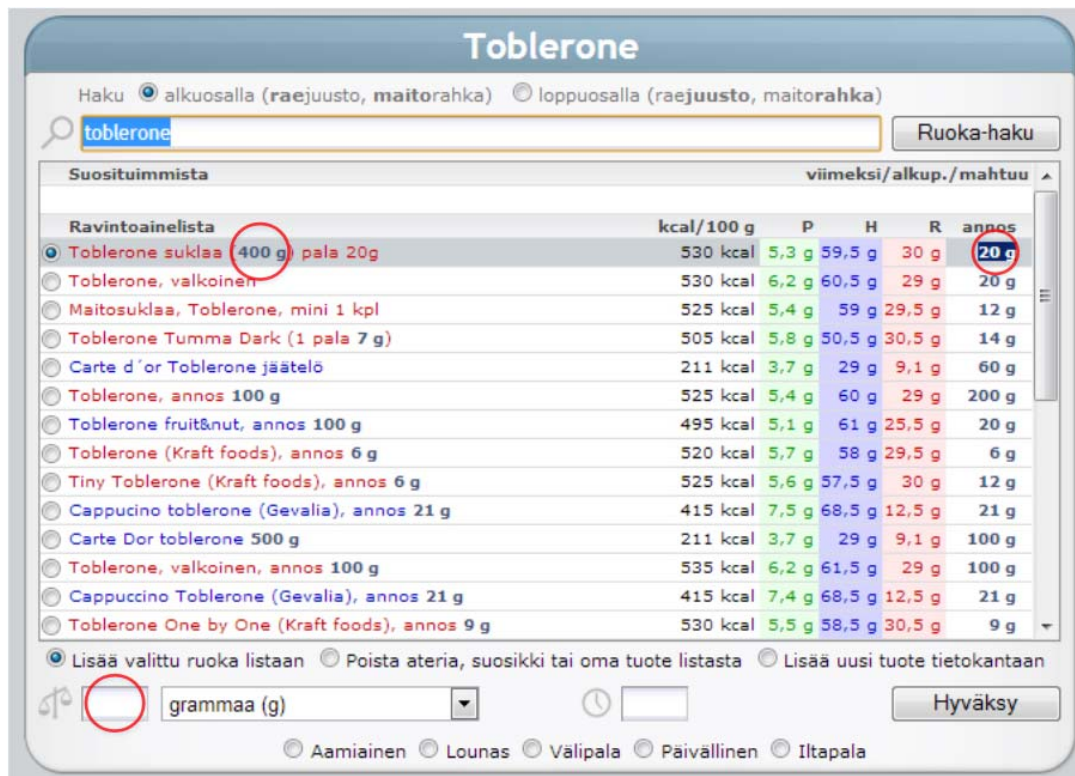 Toblerone
Haku alkuosalla (raejuusto, maitorahka) loppuosalla (raejuusto, maitorahka)
toblerone Ruoka-haku
Suosituimmista viimeksi/alkup./mahtuu
Ravintoainelista kcal/100 g P H R annos
Toblerone suklaa (400 g) pala 20g 530 kcal 5,3 g 59,5 g 30 g 20 g
Toblerone, valkoinen 530 kcal 6,2 g 60,5 g 29 g 20 g
Maitosuklaa, Toblerone, mini 1 kpl 525 kcal 5,4 g 59 g 29,5 g 12 g
Toblerone Tumma Dark (1 pala 7 g) 505 kcal 5,8 g 50,5 g 30,5 g 14 g
Carte d´or Toblerone jäätelö 211 kcal 3,7 g 29 g 9,1 g 60 g
Toblerone, annos 100 g 525 kcal 5,4 g 60 g 29 g 200 g
Toblerone fruit&nut, annos 100 g 495 kcal 5,1 g 61 g 25,5 g 20 g
Toblerone (Kraft foods), annos 6 g 520 kcal 5,7 g 58 g 29,5 g 6 g
Tiny Toblerone (Kraft foods), annos 6 g 525 kcal 5,6 g 57,5 g 30 g 12 g
Cappucino toblerone (Gevalia), annos 21 g 415 kcal 7,5 g 68,5 g 12,5 g 21 g
Carte Dor toblerone 500 g 211 kcal 3,7 g 29 g 9,1 g 100 g
Toblerone, valkoinen, annos 100 g 535 kcal 6,2 g 61,5 g 29 g 100 g
Cappuccino Toblerone (Gevalia), annos 21 g 415 kcal 7,4 g 68,5 g 12,5 g 21 g
Toblerone One by One (Kraft foods), annos 9 g 530 kcal 5,5 g 58,5 g 30,5 g 9 g
Lisää valittu ruoka listaan Poista ateria, suosikki tai oma tuote listasta Lisää uusi tuote tietokantaan
grammaa (g) Hyväksy
Aamiainen Lounas Välipala Päivällinen Iltapala